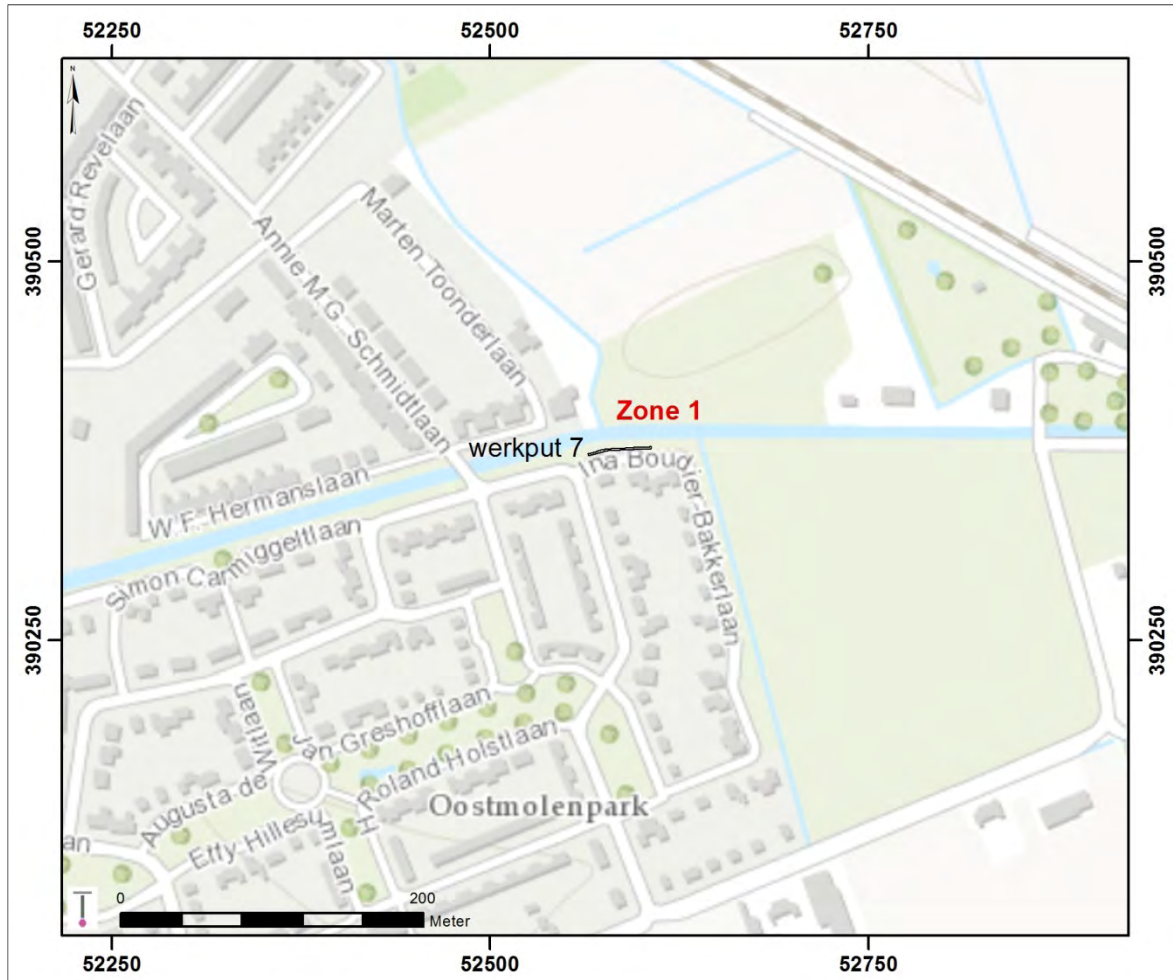 52250 52500 52750
N
Gerard Revelaan
Marten Toonderlaan
Annie M.G. Schmidtlaan
390500 390500
Zone 1
werkput 7
Ina Boudier-Bakkerlaan
W.F. Hermanslaan
Simon Carmiggeltlaan
390250 390250
Jan Greshofflaan
Augusta de Witlaan
H Roland Holstlaan
Oostmolenpark
Etty Hillesumlaan
an
0 200
Meter
52250 52500 52750